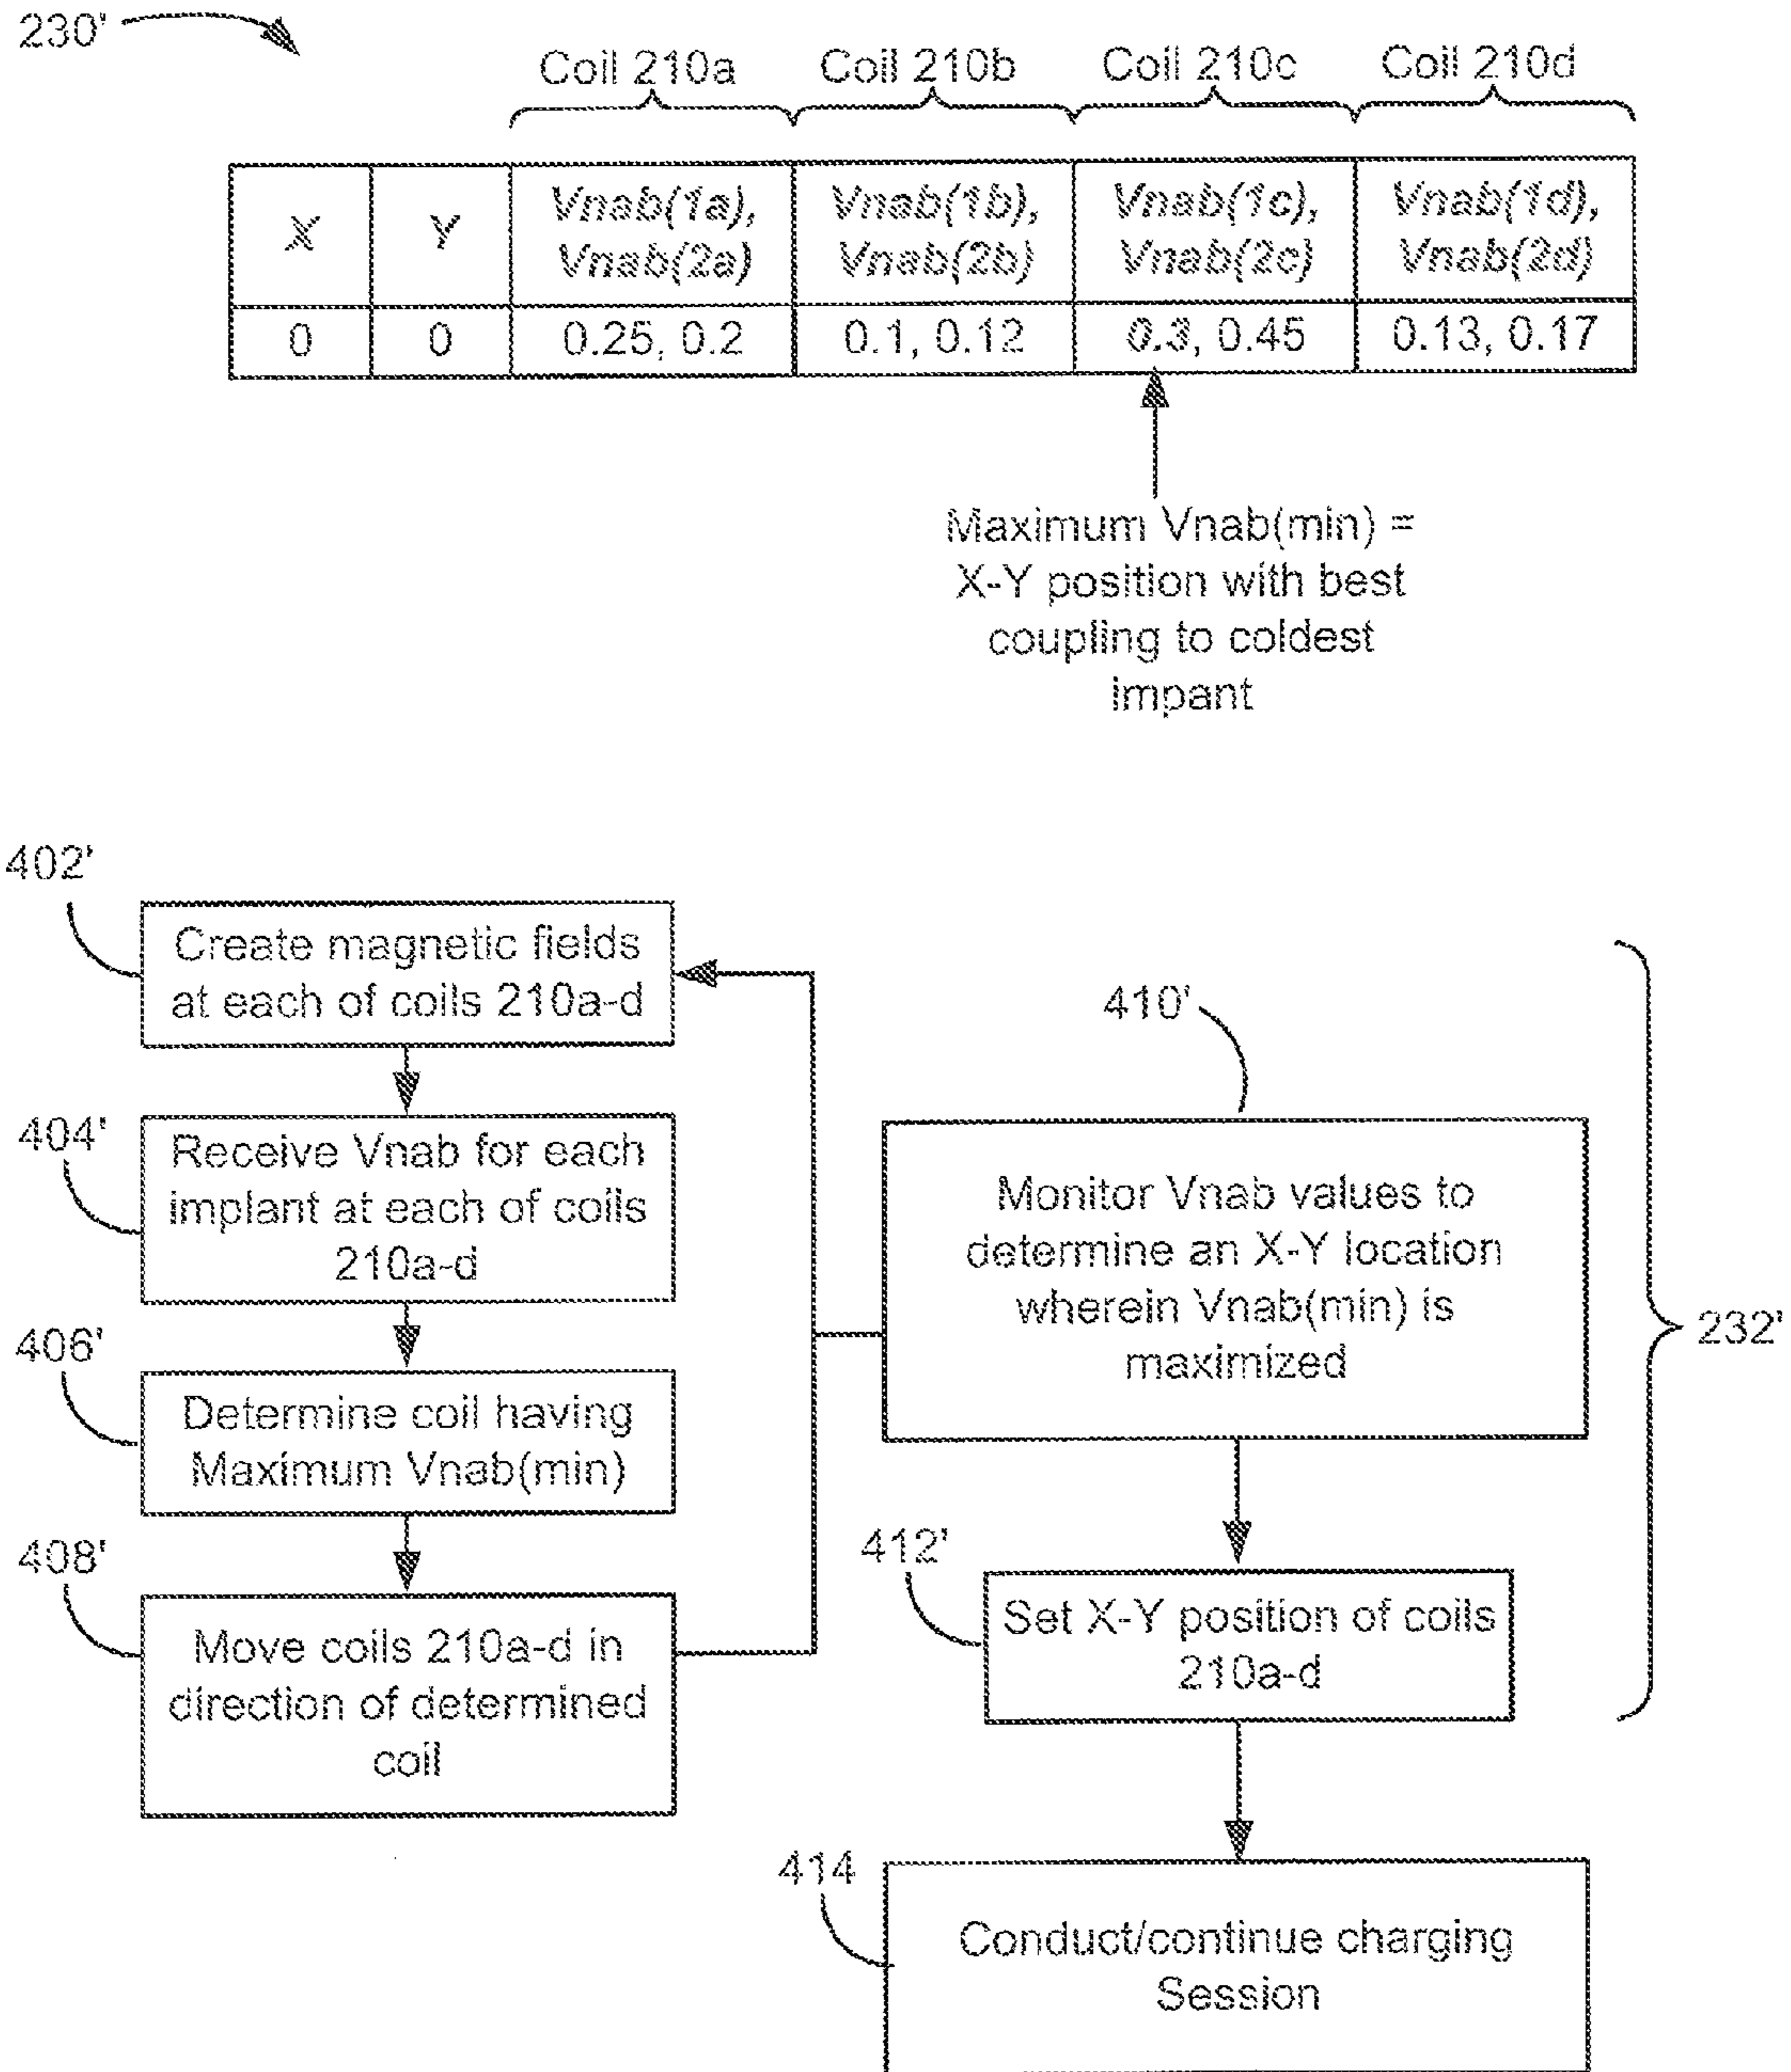 230'
Coil 210a Coil 210b Coil 210c Coil 210d
X Y Vnab(1a), Vnab(2a) Vnab(1b), Vnab(2b) Vnab(1c), Vnab(2c) Vnab(1d), Vnab(2d)
0 0 0.25, 0.2 0.1, 0.12 0.3, 0.45 0.13, 0.17
Maximum Vnab(min) =
X-Y position with best
coupling to coldest
impant
402'
Create magnetic fields
at each of coils 210a-d
404'
Receive Vnab for each
implant at each of coils
210a-d
406'
Determine coil having
Maximum Vnab(min)
408'
Move coils 210a-d in
direction of determined
coil
410'
Monitor Vnab values to
determine an X-Y location
wherein Vnab(min) is
maximized
232'
412'
Set X-Y position of coils
210a-d
414
Conduct/continue charging
Session